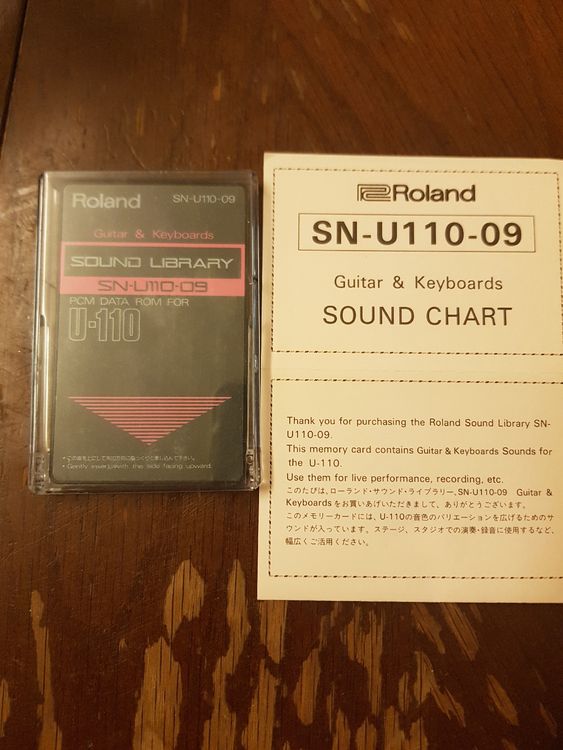 Roland SN-U110-09
Guitar & Keyboards
SOUND LIBRARY
SN-U110-09
PCM DATA ROM FOR
U-110
• Gently insert with the side facing upward.
Roland
SN-U110-09
Guitar & Keyboards
SOUND CHART
Thank you for purchasing the Roland Sound Library SN-
U110-09.
This memory card contains Guitar & Keyboards Sounds for
the U-110.
Use them for live performance, recording, etc.
このたびは、ローランド・サウンド・ライブラリー、SN-U110-09 Guitar &
Keyboardsをお買いあげいただきまして、ありがとうございます。
このメモリーカードには、U-110の音色のバリエーションを広げるためのサ
ウンドが入っています。ステージ、スタジオでの演奏・録音に使用するなど、
幅広くご活用ください。